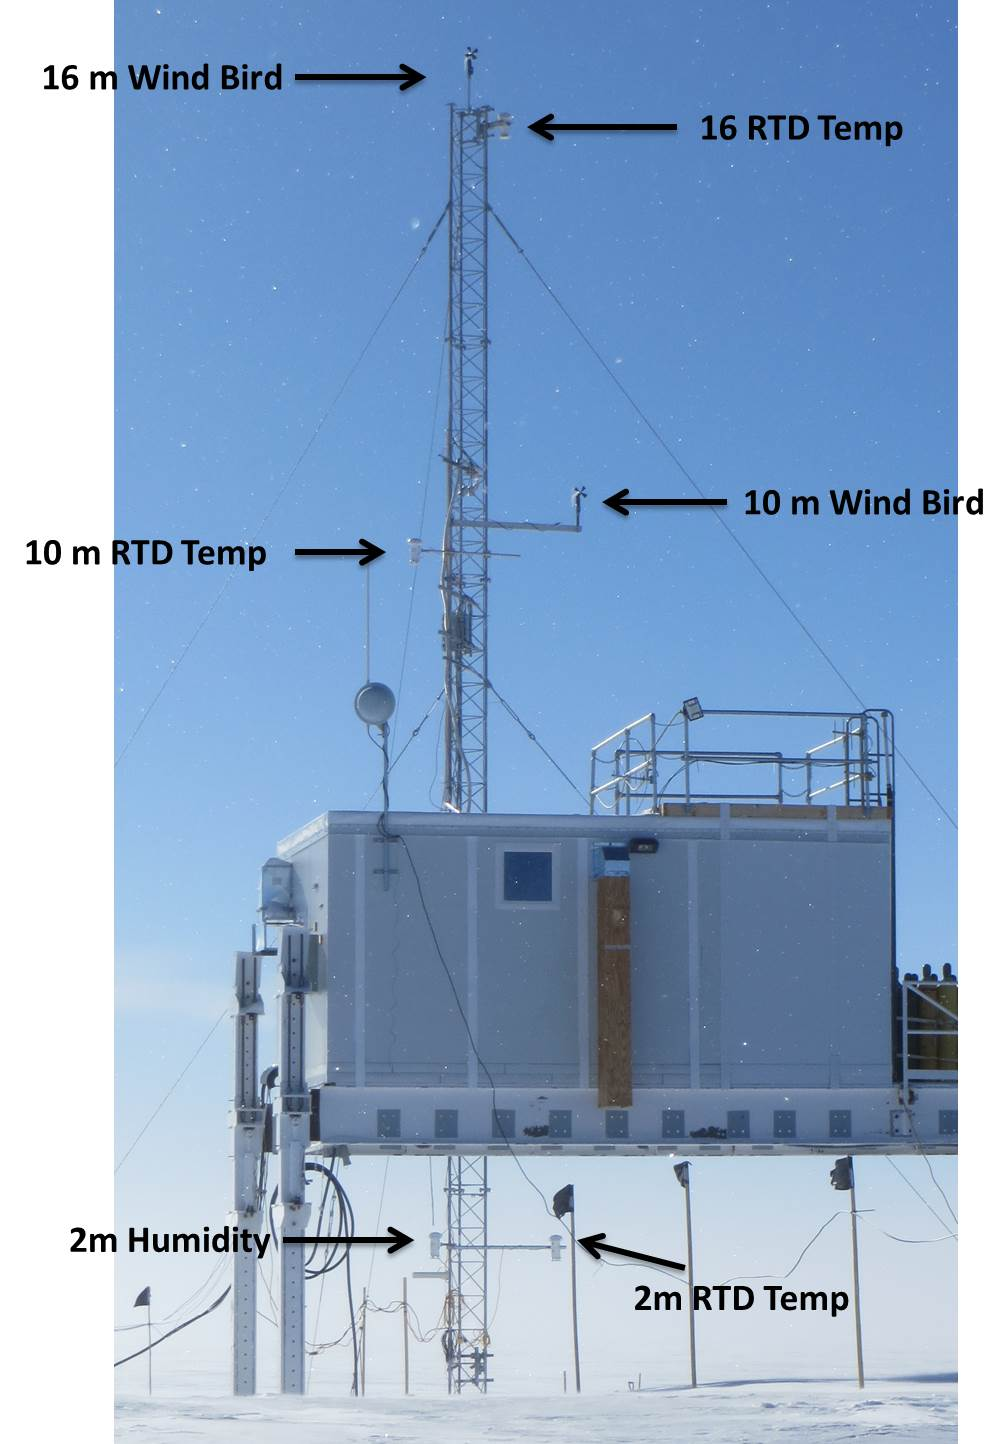 16 m Wind Bird
16 RTD Temp
10 m Wind Bird
10 m RTD Temp
2m Humidity
2m RTD Temp